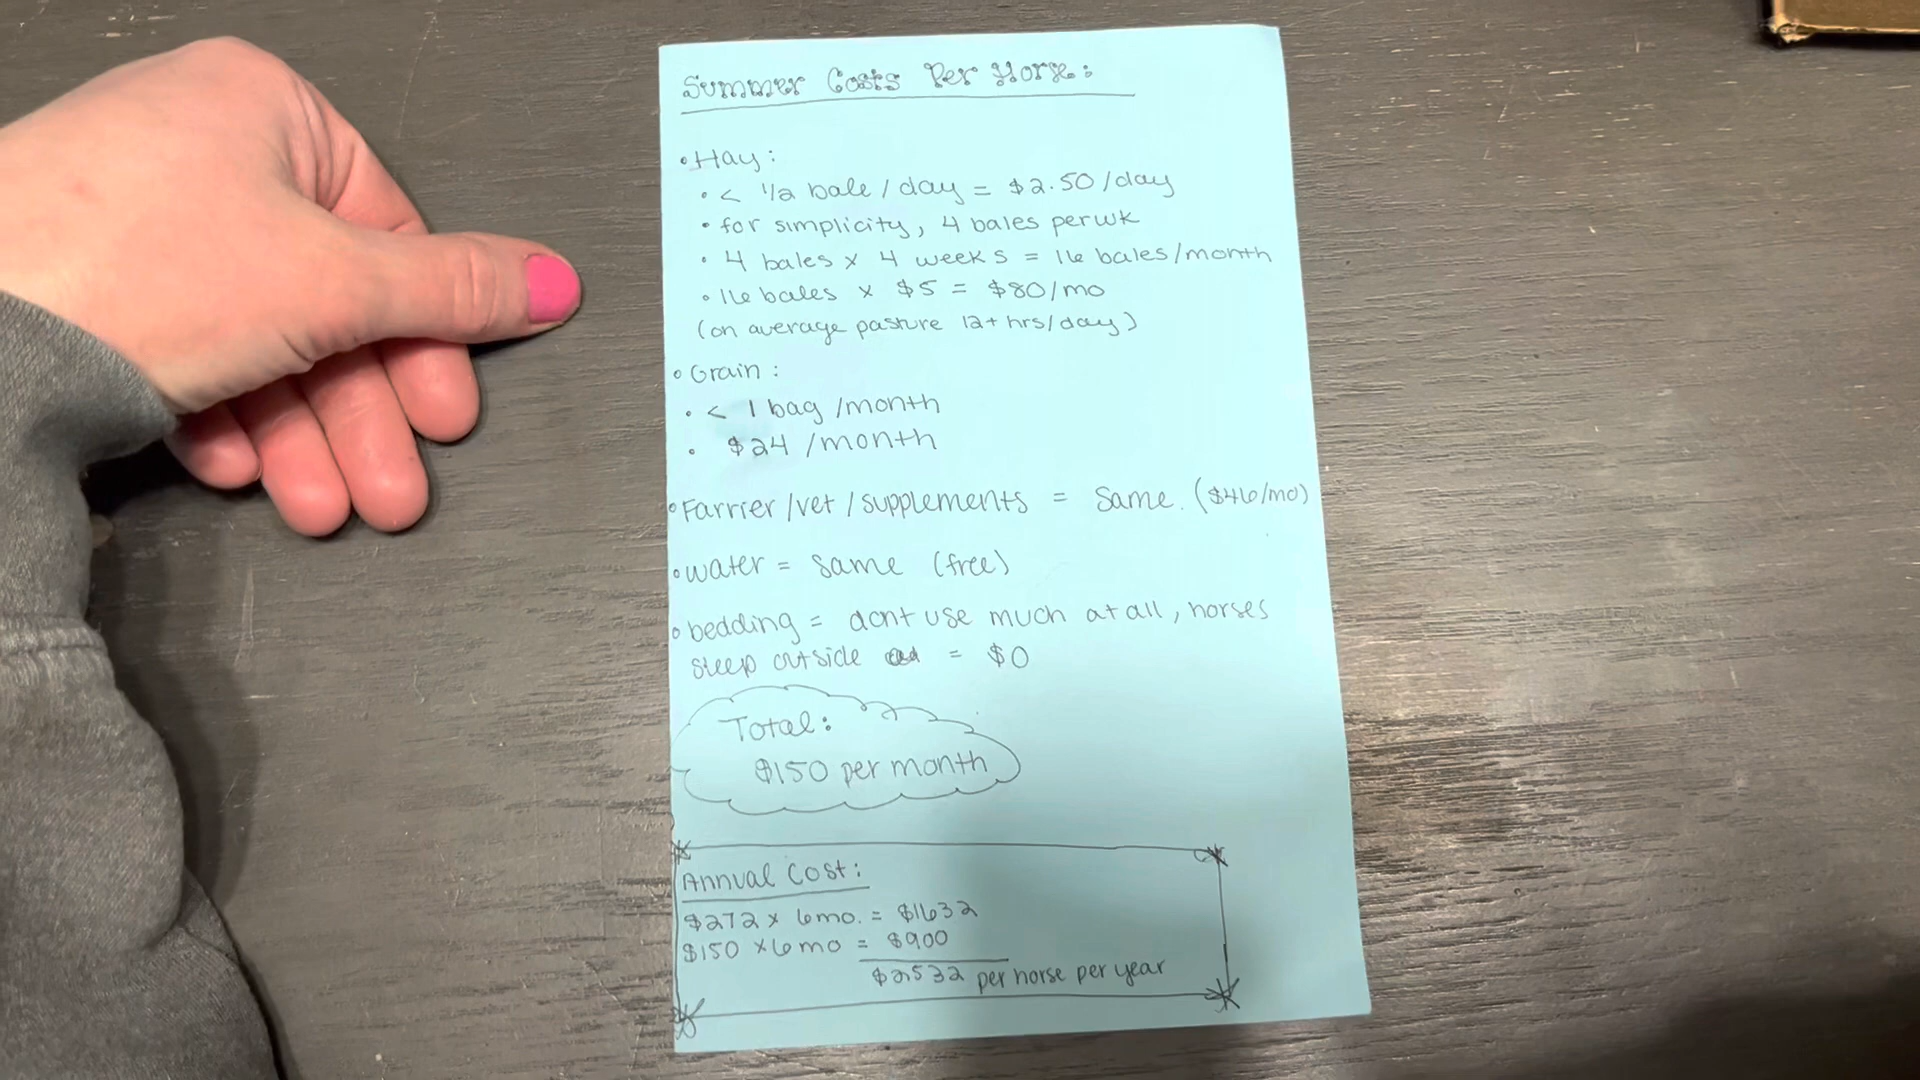 Summer Costs Per Horse:
• Hay:
• < 1/2 bale / day = $2.50 /day
• for simplicity, 4 bales per wk
• 4 bales x 4 weeks = 16 bales/month
• 16 bales x $5 = $80/mo
(on average pasture 12+ hrs/day)
• Grain:
• < 1 bag /month
• $24 /month
• Farrier /vet / supplements = same. ($46/mo)
• water = same (free)
• bedding = dont use much at all, horses
sleep outside = $0
Total:
$150 per month
Annual Cost:
$272 x 6mo. = $1632
$150 x 6 mo = $900
$2532 per horse per year